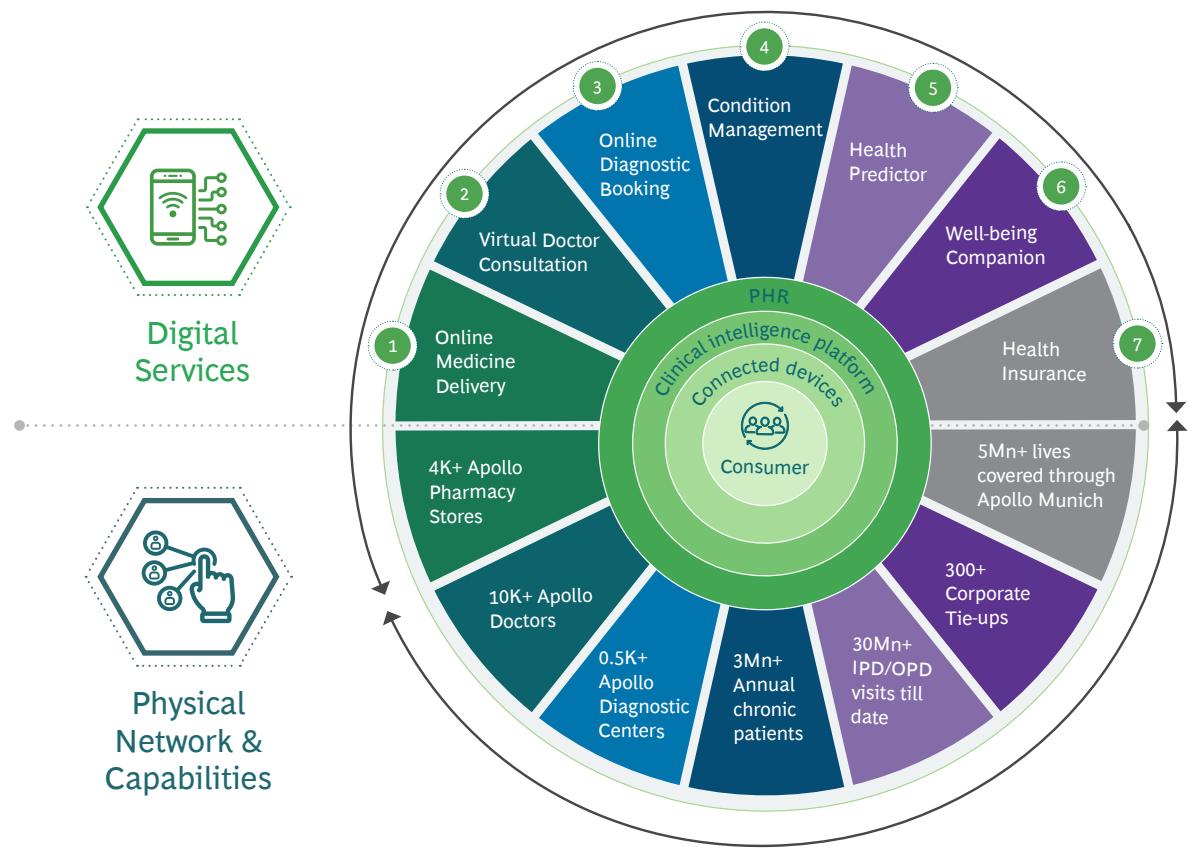 Digital
Services
Physical
Network &
Capabilities
1
Online
Medicine
Delivery
2
Virtual Doctor
Consultation
3
Online
Diagnostic
Booking
4
Condition
Management
5
Health
Predictor
6
Well-being
Companion
7
Health
Insurance
PHR
Clinical intelligence platform
Connected devices
Consumer
4K+ Apollo
Pharmacy
Stores
10K+ Apollo
Doctors
0.5K+
Apollo
Diagnostic
Centers
3Mn+
Annual
chronic
patients
30Mn+
IPD/OPD
visits till
date
300+
Corporate
Tie-ups
5Mn+ lives
covered through
Apollo Munich